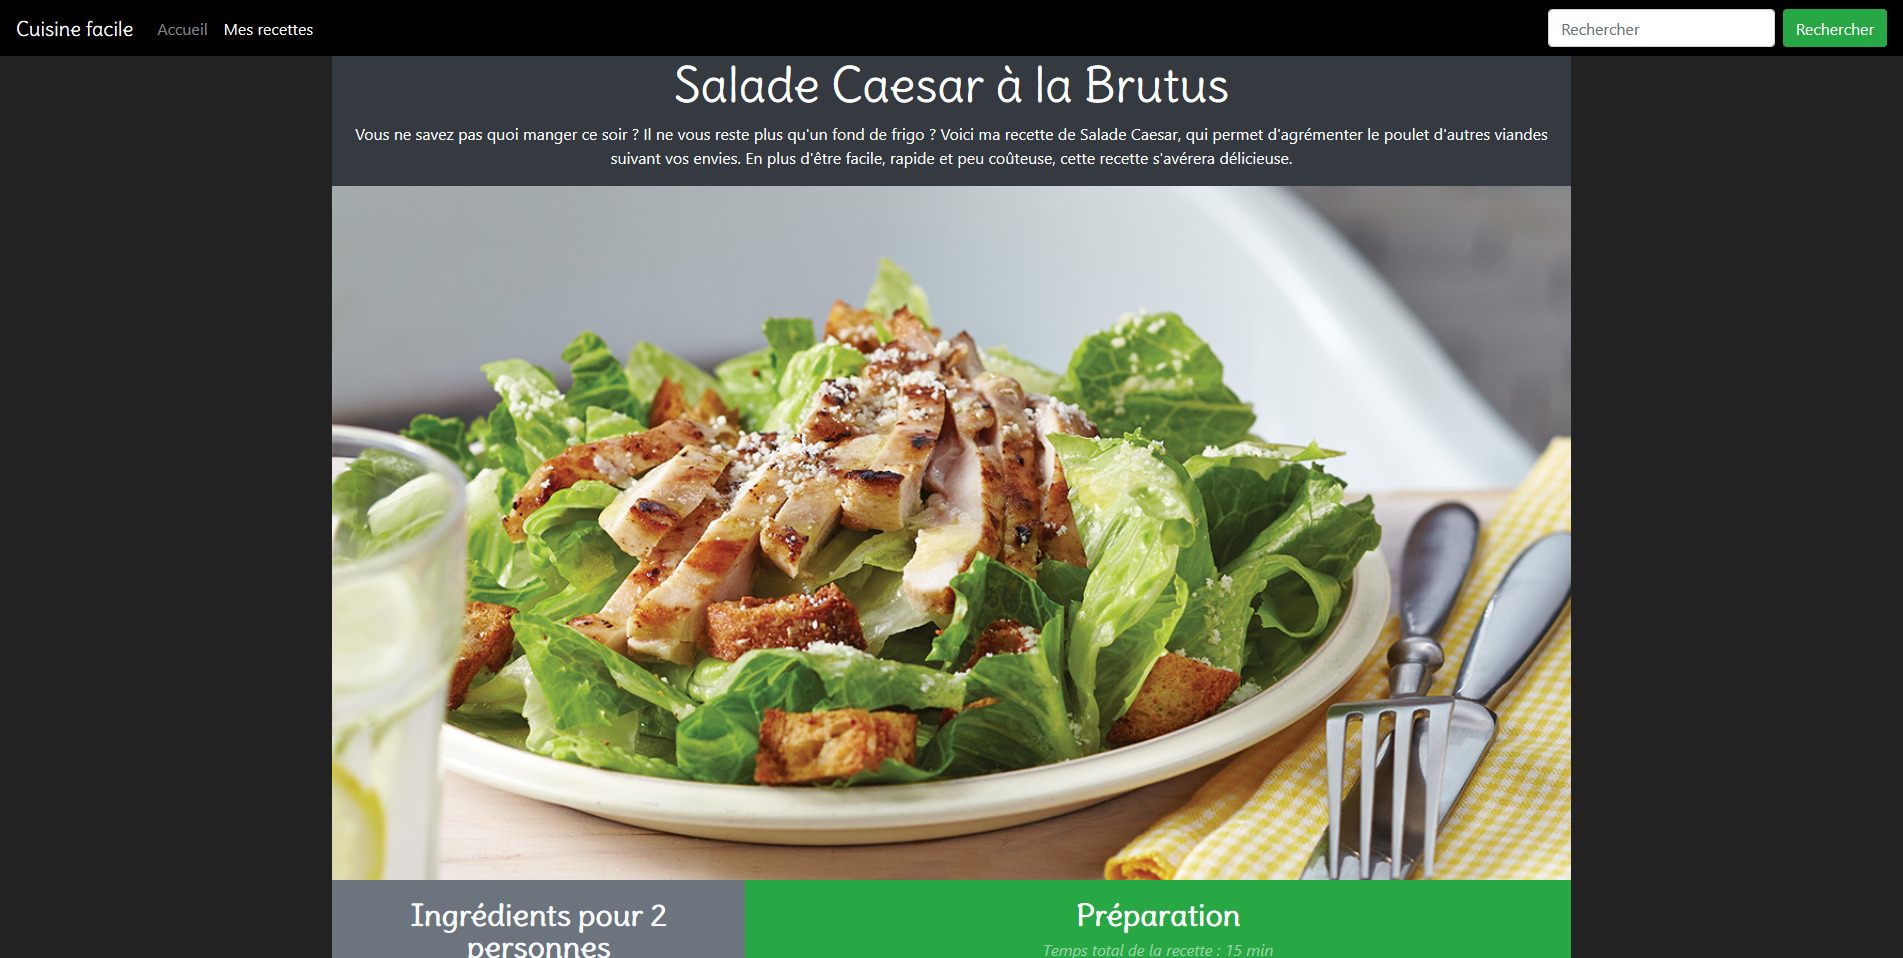 Cuisine facile Accueil Mes recettes Rechercher Rechercher
Salade Caesar à la Brutus
Vous ne savez pas quoi manger ce soir ? Il ne vous reste plus qu'un fond de frigo ? Voici ma recette de Salade Caesar, qui permet d'agrémenter le poulet d'autres viandes
suivant vos envies. En plus d'être facile, rapide et peu coûteuse, cette recette s'avérera délicieuse.
Ingrédients pour 2
personnes
Préparation
Temps total de la recette : 15 min